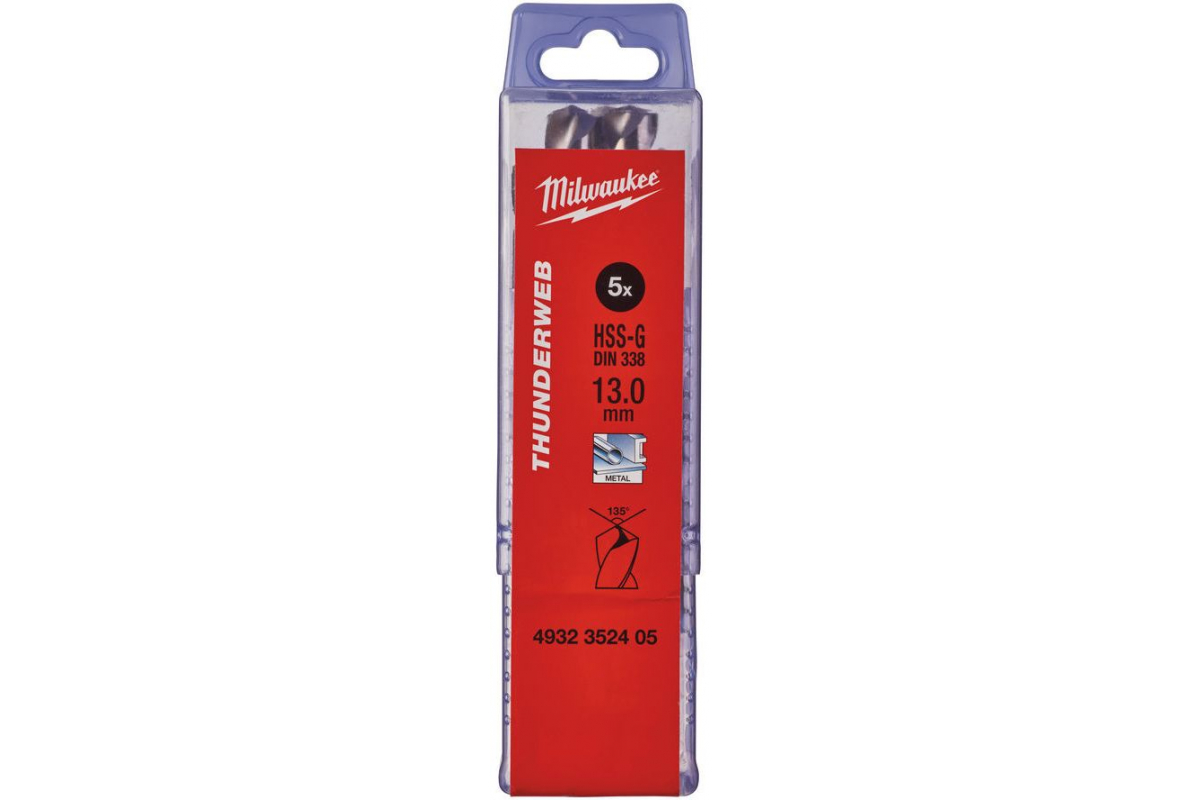 Milwaukee
THUNDERWEB
5x
HSS-G
DIN 338
13.0
mm
METAL
135°
4932 3524 05